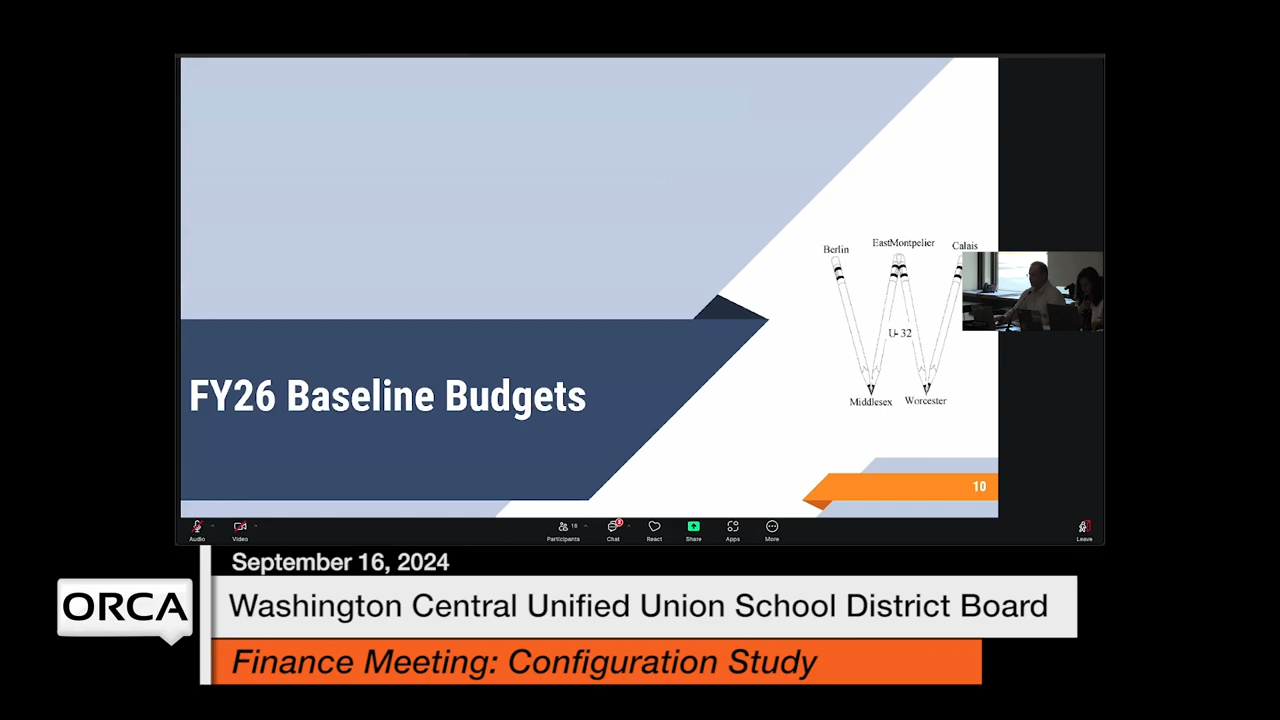 Berlin
EastMontpelier
Calais
U-32
Middlesex
Worcester
FY26 Baseline Budgets
10
Audio
Video
Participants
18
Chat
React
Share
Apps
More
Leave
September 16, 2024
ORCA
Washington Central Unified Union School District Board
Finance Meeting: Configuration Study